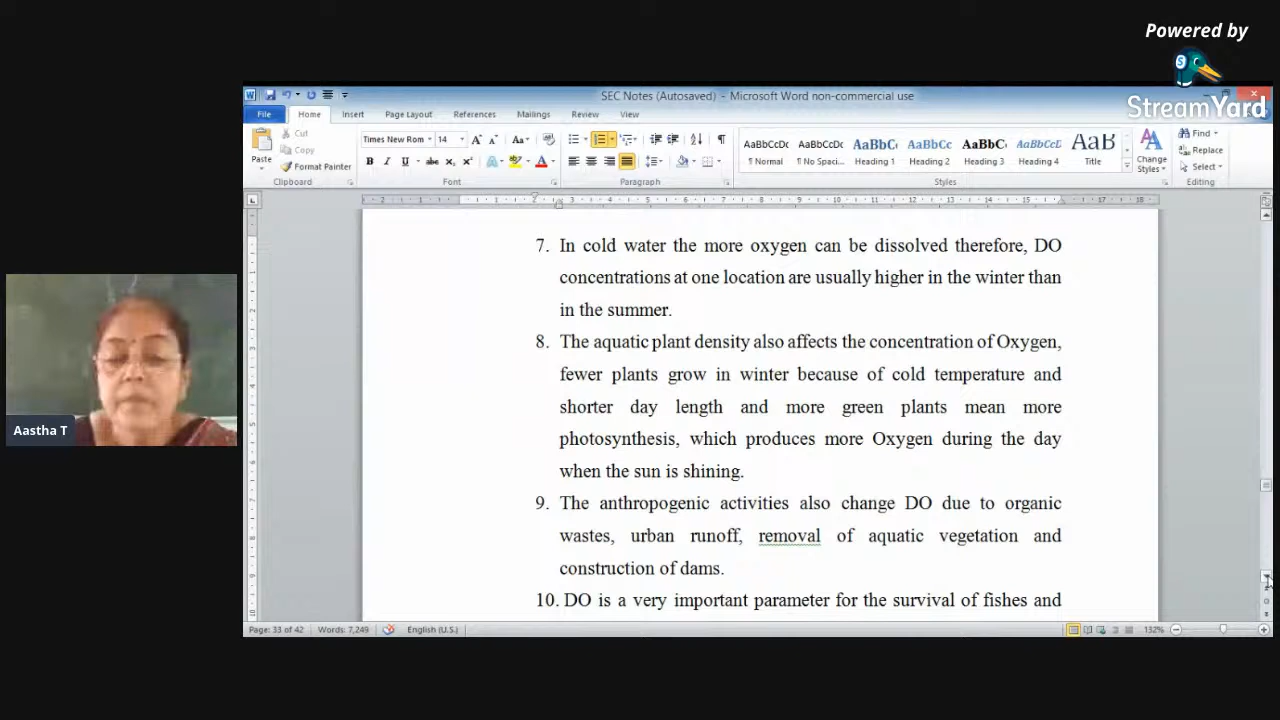 Powered by
StreamYard
SEC Notes (Autosaved) - Microsoft Word non-commercial use
File Home Insert Page Layout References Mailings Review View
Cut
Copy
Format Painter
Paste
Clipboard
Times New Rom 14
Font
Paragraph
AaBbCcDc AaBbCcDc AaBbC AaBbCc AaBbC AaBbCcL AaB
¶ Normal ¶ No Spaci... Heading 1 Heading 2 Heading 3 Heading 4 Title
Change
Styles
Styles
Find
Replace
Select
Editing
7. In cold water the more oxygen can be dissolved therefore, DO
concentrations at one location are usually higher in the winter than
in the summer.
8. The aquatic plant density also affects the concentration of Oxygen,
fewer plants grow in winter because of cold temperature and
shorter day length and more green plants mean more
photosynthesis, which produces more Oxygen during the day
when the sun is shining.
9. The anthropogenic activities also change DO due to organic
wastes, urban runoff, removal of aquatic vegetation and
construction of dams.
10. DO is a very important parameter for the survival of fishes and
Aastha T
Page: 33 of 42 Words: 7,249 English (U.S.) 132%